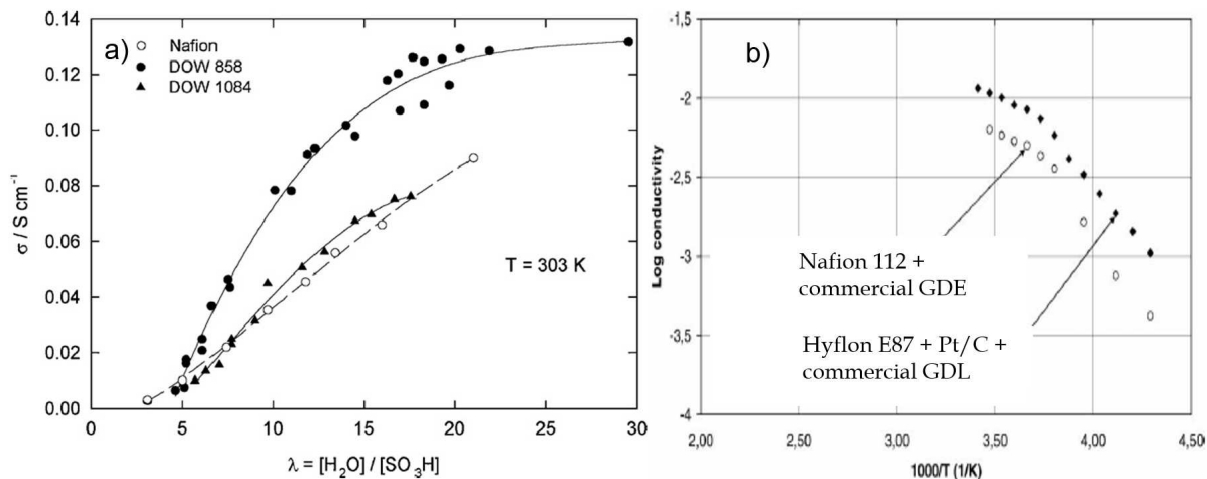 a)
Nafion
DOW 858
DOW 1084
0.14
0.12
0.10
0.08
0.06
0.04
0.02
0.00
σ / S cm⁻¹
T = 303 K
0 5 10 15 20 25 30
λ = [H₂O] / [SO₃H]
b)
-2
-2,5
-3
-3,5
-4
Log conductivity
Nafion 112 +
commercial GDE
Hyflon E87 + Pt/C +
commercial GDL
2,00 2,50 3,00 3,50 4,00 4,50
1000/T (1/K)